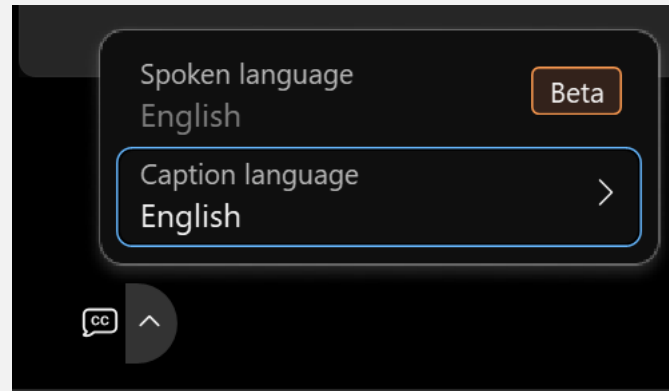 Spoken language
English
Beta
Caption language
English
CC